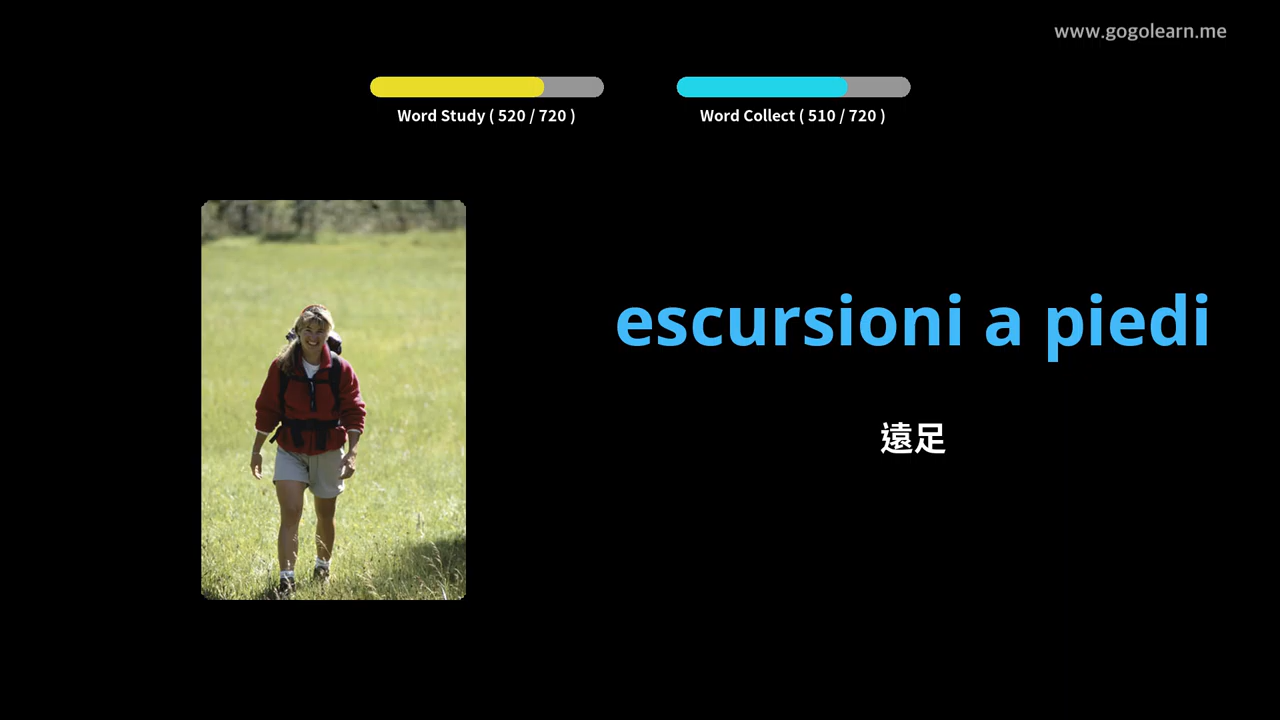 www.gogolearn.me
Word Study ( 520 / 720 )
Word Collect ( 510 / 720 )
escursioni a piedi
遠足